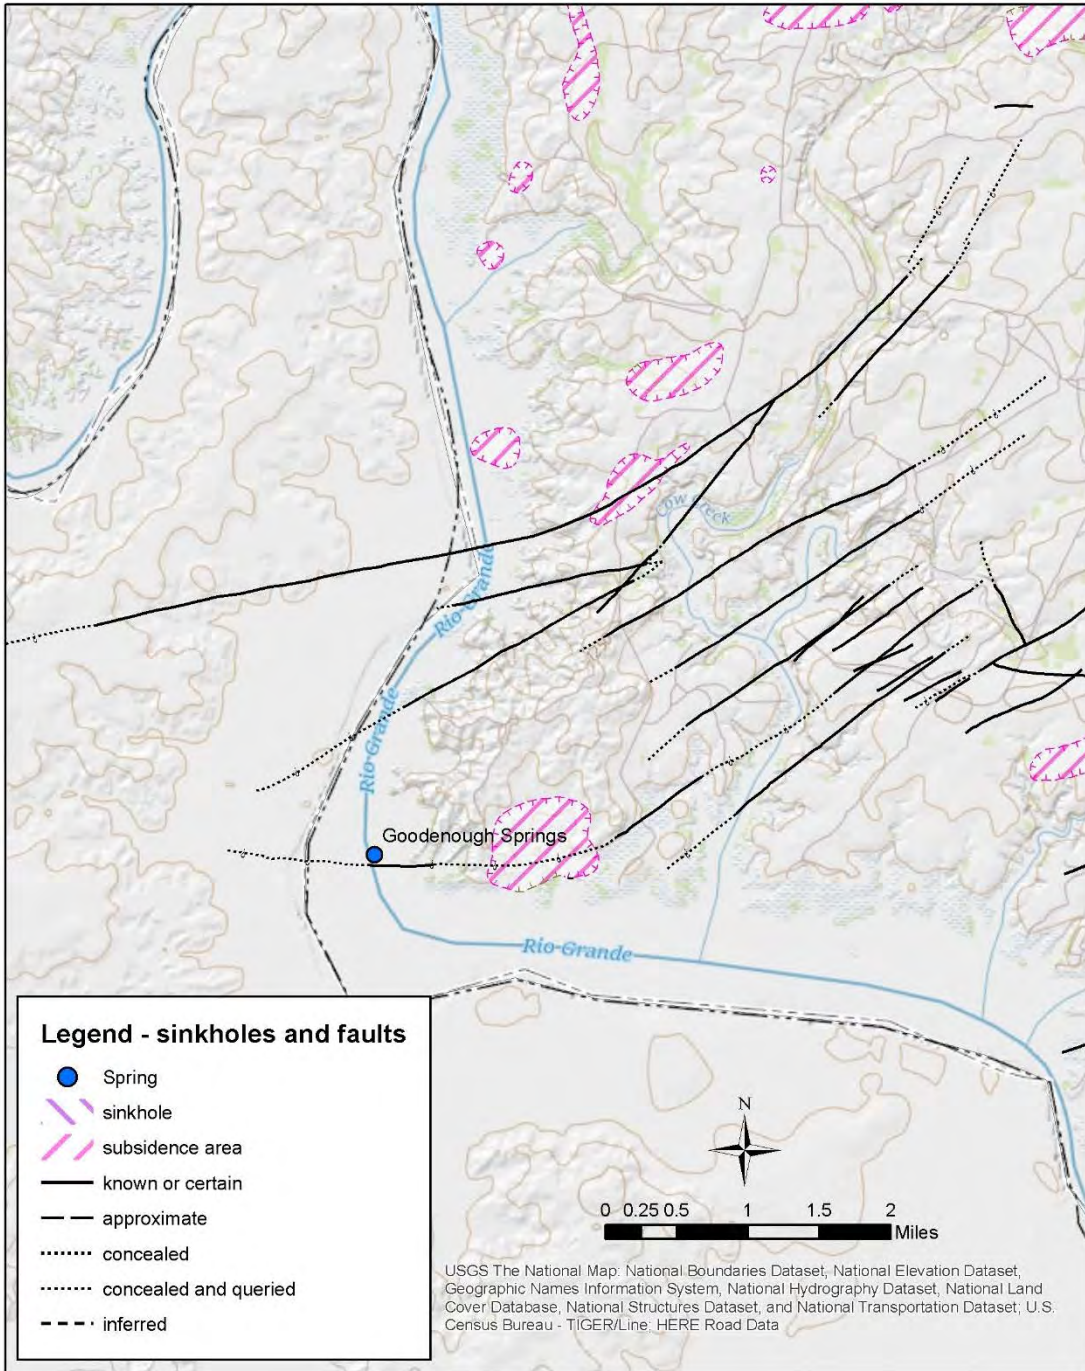 Cow Creek
Rio Grande
Rio Grande
Goodenough Springs
Rio Grande
Legend - sinkholes and faults
Spring
sinkhole
subsidence area
known or certain
approximate
concealed
concealed and queried
inferred
N
0 0.25 0.5 1 1.5 2
Miles
USGS The National Map: National Boundaries Dataset, National Elevation Dataset,
Geographic Names Information System, National Hydrography Dataset, National Land
Cover Database, National Structures Dataset, and National Transportation Dataset; U.S.
Census Bureau - TIGER/Line; HERE Road Data